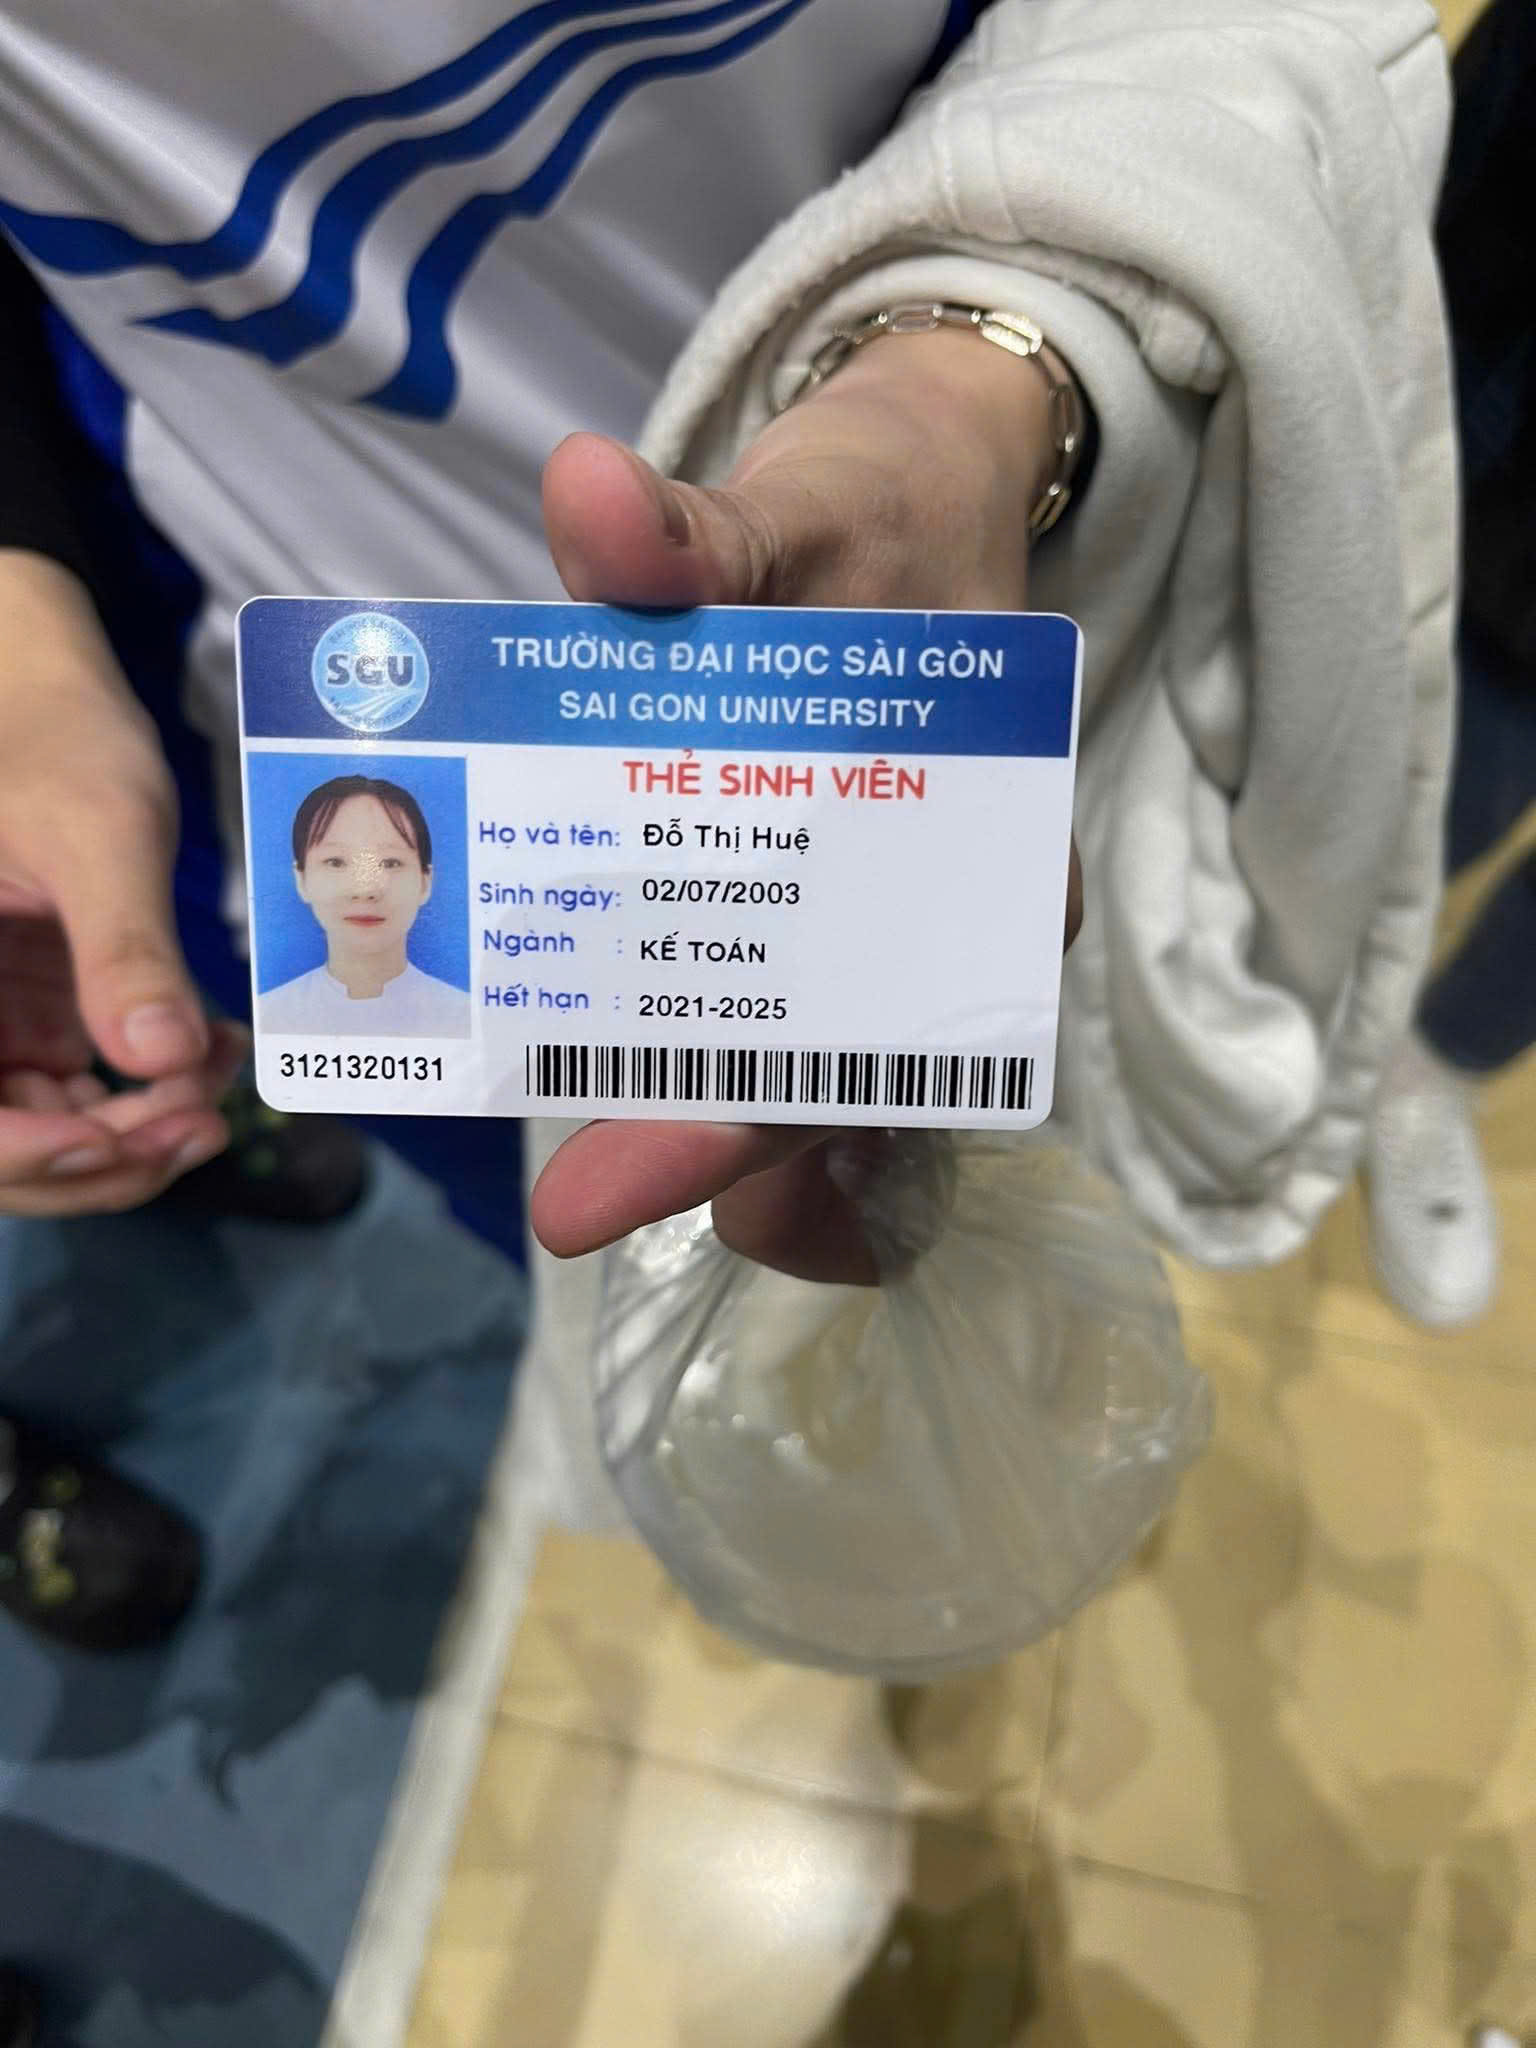 SGU
TRƯỜNG ĐẠI HỌC SÀI GÒN
SAI GON UNIVERSITY
THẺ SINH VIÊN
Họ và tên: Đỗ Thị Huệ
Sinh ngày: 02/07/2003
Ngành : KẾ TOÁN
Hết hạn : 2021-2025
3121320131